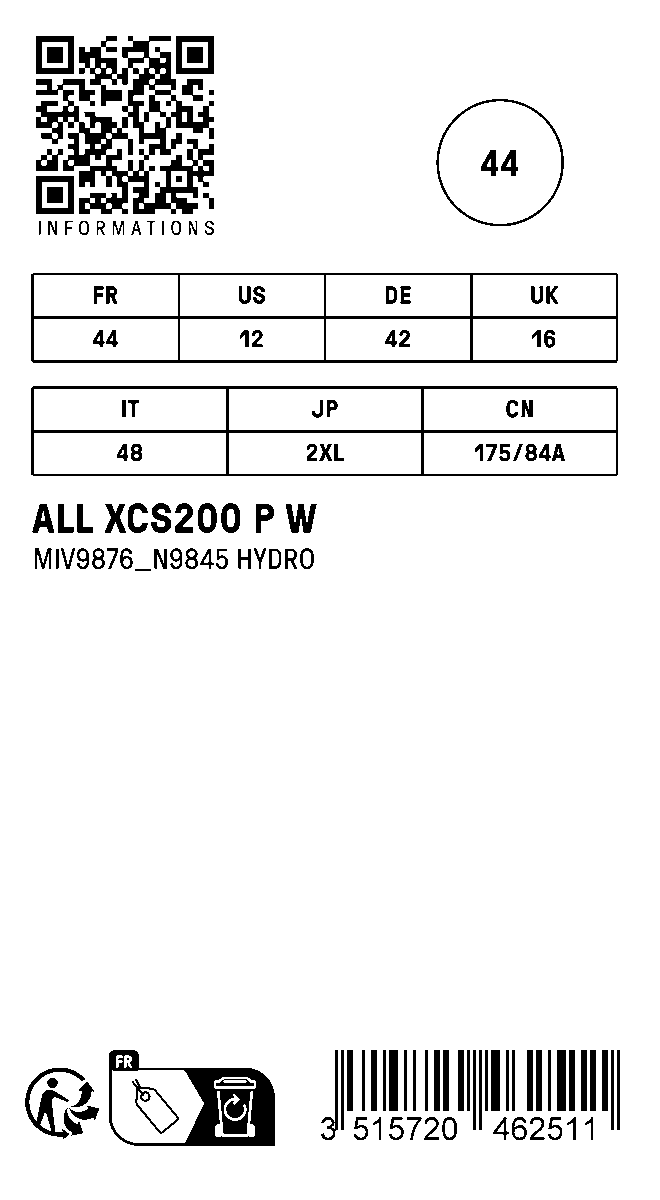 INFORMATIONS
44
FR US DE UK
44 12 42 16
IT JP CN
48 2XL 175/84A
ALL XCS200 P W
MIV9876_N9845 HYDRO
FR
3 515720 462511